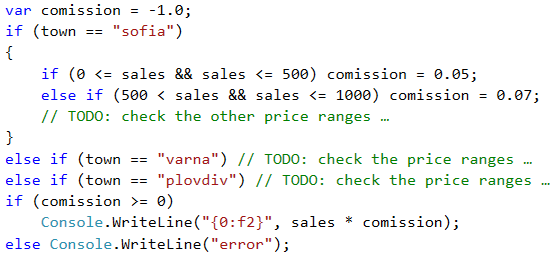 var comission = -1.0;
if (town == "sofia")
{
    if (0 <= sales && sales <= 500) comission = 0.05;
    else if (500 < sales && sales <= 1000) comission = 0.07;
    // TODO: check the other price ranges …
}
else if (town == "varna") // TODO: check the price ranges …
else if (town == "plovdiv") // TODO: check the price ranges …
if (comission >= 0)
    Console.WriteLine("{0:f2}", sales * comission);
else Console.WriteLine("error");